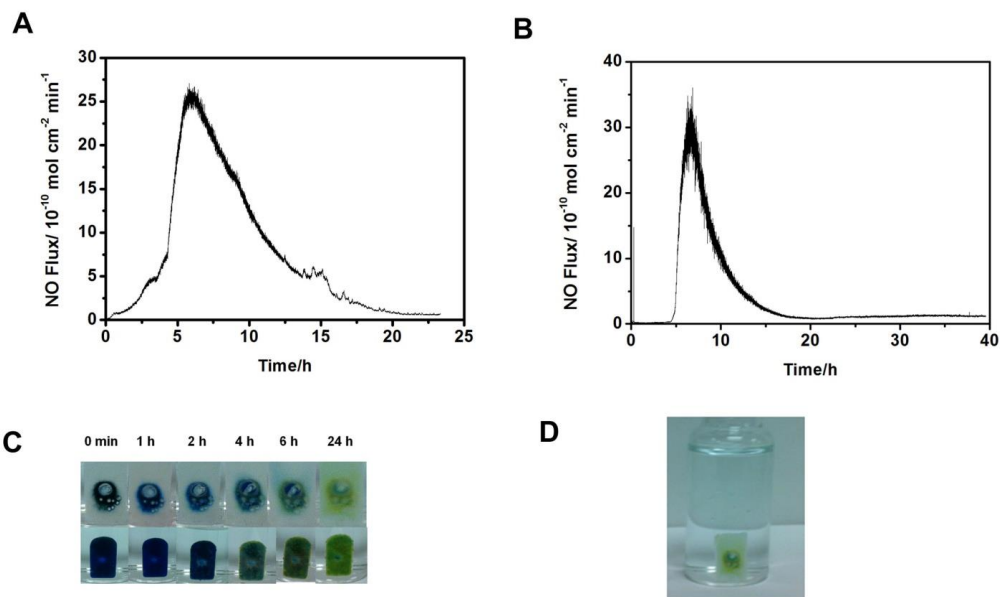 A
NO Flux/ 10⁻¹⁰ mol cm⁻² min⁻¹
30
25
20
15
10
5
0
0 5 10 15 20 25
Time/h
B
NO Flux/ 10⁻¹⁰ mol cm⁻² min⁻¹
40
30
20
10
0
0 10 20 30 40
Time/h
C
0 min 1 h 2 h 4 h 6 h 24 h
D